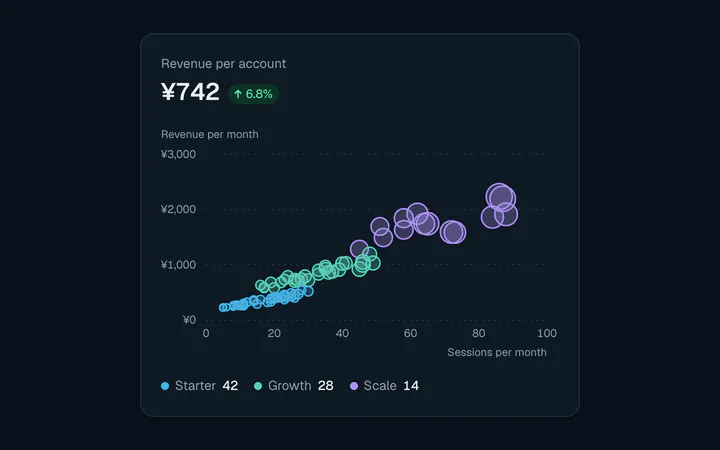 Revenue per account
¥742 ↑ 6.8%
Revenue per month
¥3,000
¥2,000
¥1,000
¥0
0 20 40 60 80 100
Sessions per month
Starter 42 Growth 28 Scale 14